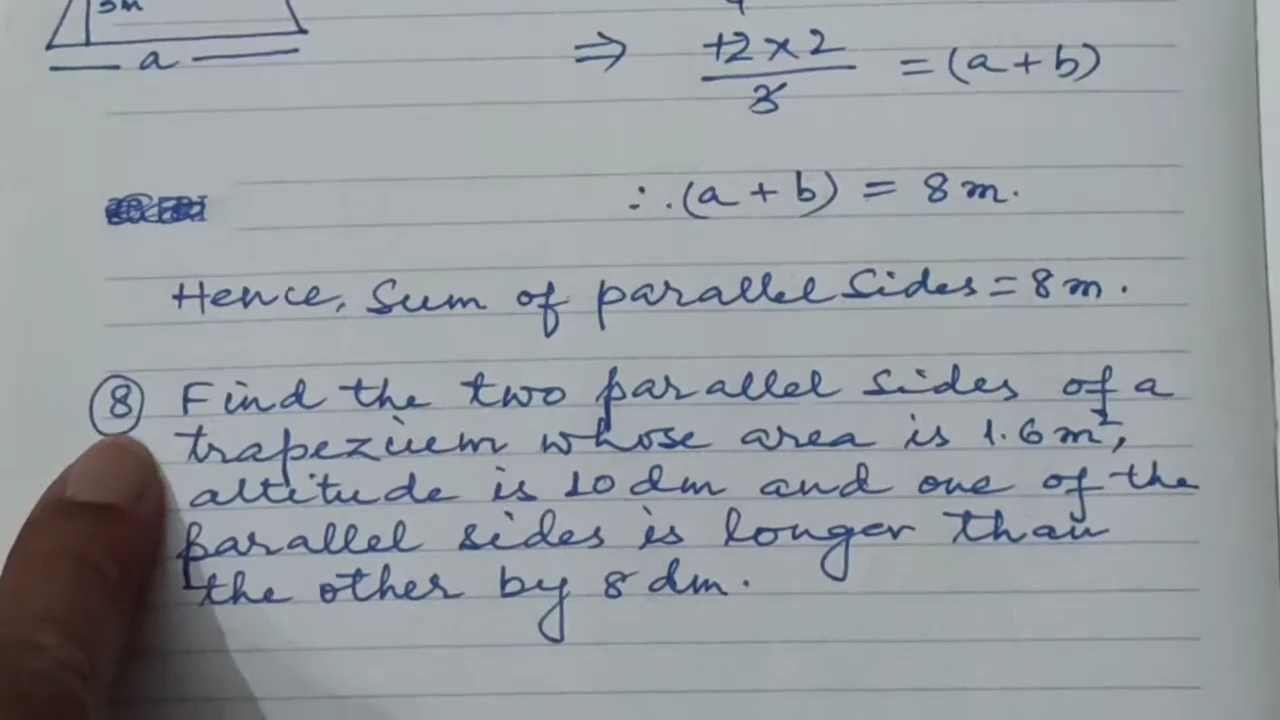 3m
a
⇒ 12 × 2 / 3 = (a + b)
∴ (a + b) = 8 m.
Hence, Sum of parallel Sides = 8 m.
8 Find the two parallel sides of a
trapezium whose area is 1.6 m²,
altitude is 10 dm and one of the
parallel sides is longer than
the other by 8 dm.